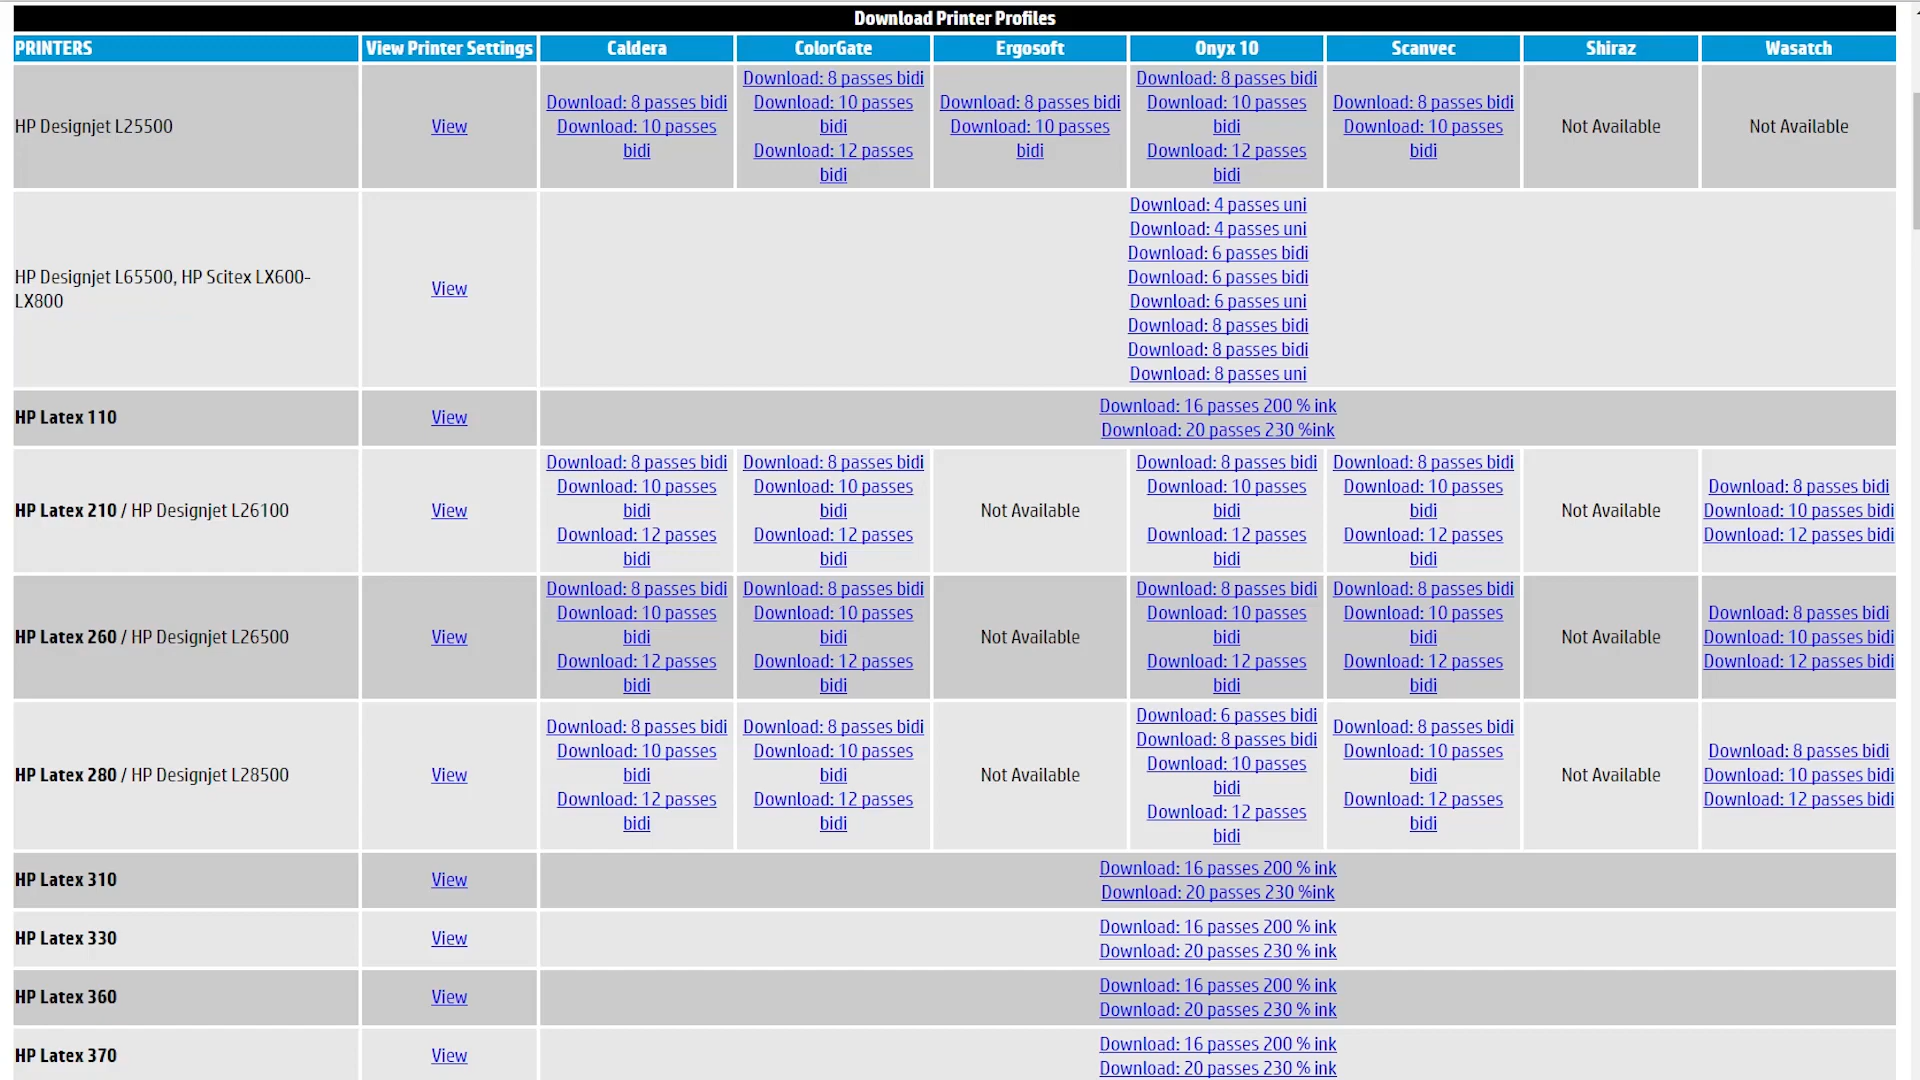 Download Printer Profiles
PRINTERS View Printer Settings Caldera ColorGate Ergosoft Onyx 10 Scanvec Shiraz Wasatch
HP Designjet L25500
View
Download: 8 passes bidi
Download: 10 passes
bidi
Download: 8 passes bidi
Download: 10 passes
bidi
Download: 12 passes
bidi
Download: 8 passes bidi
Download: 10 passes
bidi
Download: 8 passes bidi
Download: 10 passes
bidi
Download: 12 passes
bidi
Download: 8 passes bidi
Download: 10 passes
bidi
Not Available
Not Available
HP Designjet L65500, HP Scitex LX600-
LX800
View
Download: 4 passes uni
Download: 4 passes uni
Download: 6 passes bidi
Download: 6 passes bidi
Download: 6 passes uni
Download: 8 passes bidi
Download: 8 passes bidi
Download: 8 passes uni
HP Latex 110
View
Download: 16 passes 200 % ink
Download: 20 passes 230 %ink
HP Latex 210 / HP Designjet L26100
View
Download: 8 passes bidi
Download: 10 passes
bidi
Download: 12 passes
bidi
Download: 8 passes bidi
Download: 10 passes
bidi
Download: 12 passes
bidi
Not Available
Download: 8 passes bidi
Download: 10 passes
bidi
Download: 12 passes
bidi
Download: 8 passes bidi
Download: 10 passes
bidi
Download: 12 passes
bidi
Not Available
Download: 8 passes bidi
Download: 10 passes bidi
Download: 12 passes bidi
HP Latex 260 / HP Designjet L26500
View
Download: 8 passes bidi
Download: 10 passes
bidi
Download: 12 passes
bidi
Download: 8 passes bidi
Download: 10 passes
bidi
Download: 12 passes
bidi
Not Available
Download: 8 passes bidi
Download: 10 passes
bidi
Download: 12 passes
bidi
Download: 8 passes bidi
Download: 10 passes
bidi
Download: 12 passes
bidi
Not Available
Download: 8 passes bidi
Download: 10 passes bidi
Download: 12 passes bidi
HP Latex 280 / HP Designjet L28500
View
Download: 8 passes bidi
Download: 10 passes
bidi
Download: 12 passes
bidi
Download: 8 passes bidi
Download: 10 passes
bidi
Download: 12 passes
bidi
Not Available
Download: 6 passes bidi
Download: 8 passes bidi
Download: 10 passes
bidi
Download: 12 passes
bidi
Download: 8 passes bidi
Download: 10 passes
bidi
Download: 12 passes
bidi
Not Available
Download: 8 passes bidi
Download: 10 passes bidi
Download: 12 passes bidi
HP Latex 310
View
Download: 16 passes 200 % ink
Download: 20 passes 230 %ink
HP Latex 330
View
Download: 16 passes 200 % ink
Download: 20 passes 230 % ink
HP Latex 360
View
Download: 16 passes 200 % ink
Download: 20 passes 230 % ink
HP Latex 370
View
Download: 16 passes 200 % ink
Download: 20 passes 230 % ink